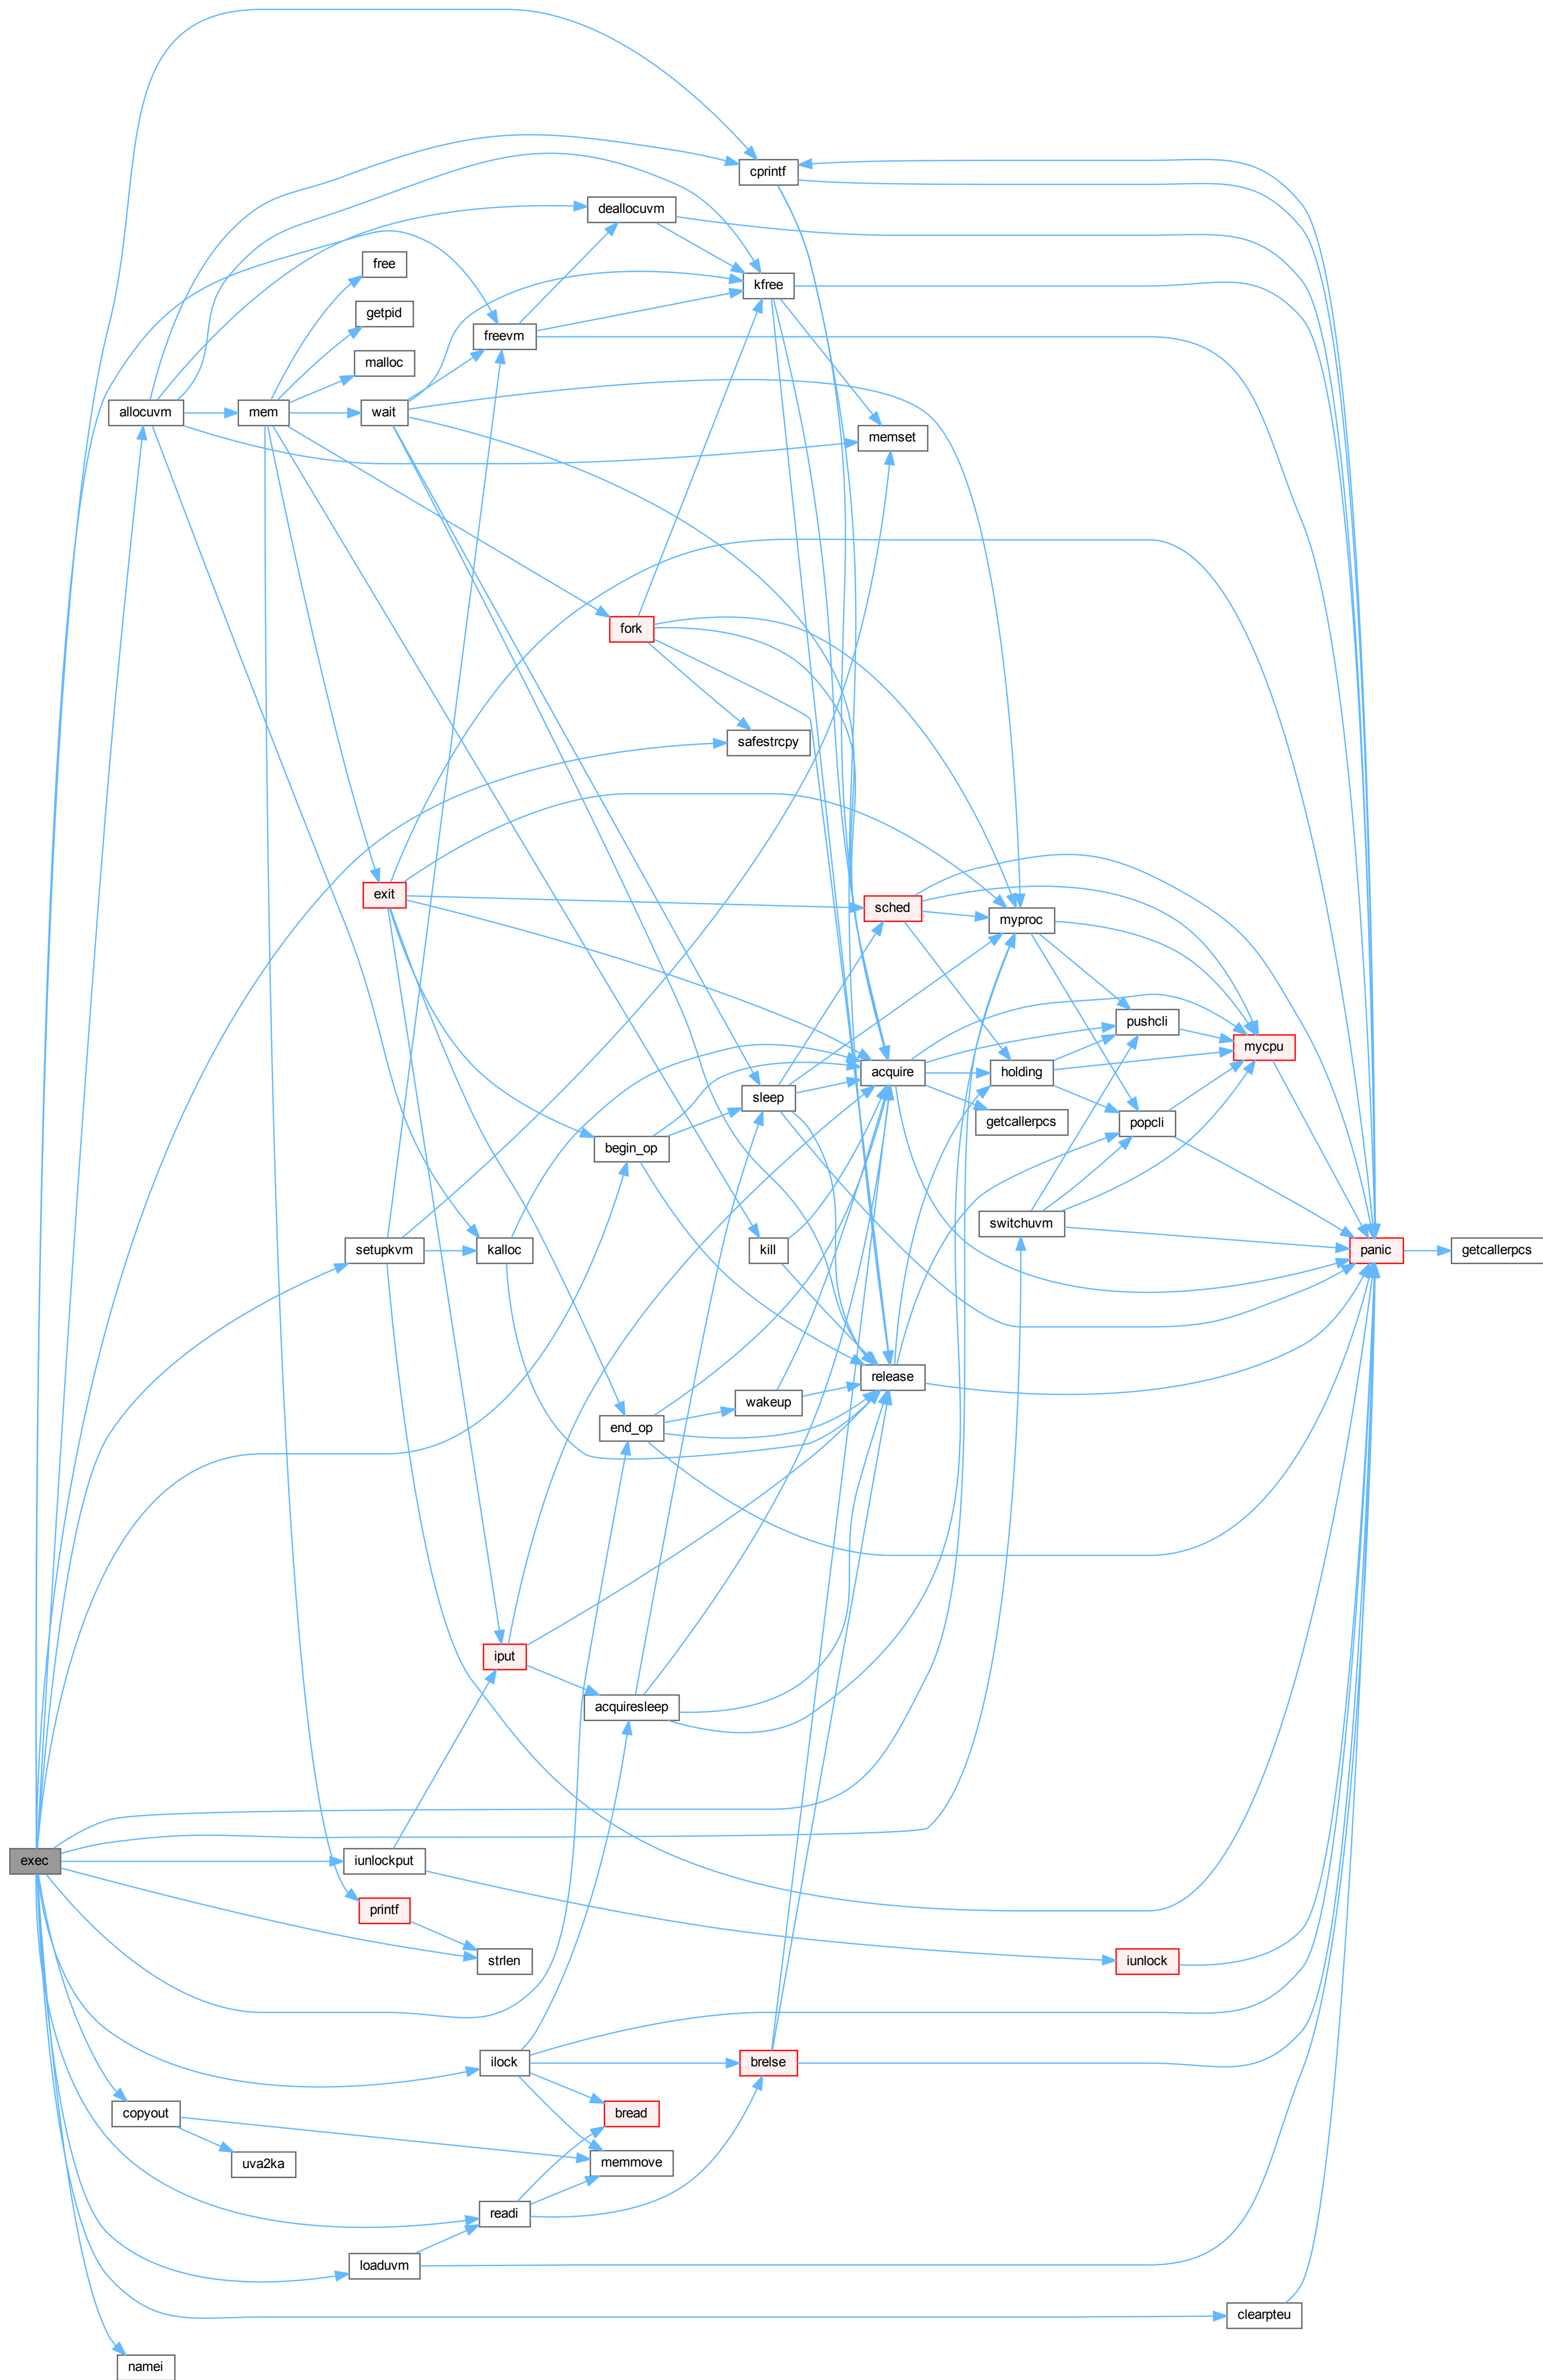 cprintf
deallocuvm
free
kfree
getpid
freevm
malloc
allocuvm
mem
wait
memset
fork
safestrcpy
exit
sched
myproc
pushcli
mycpu
acquire
holding
sleep
getcallerpcs
popcli
begin_op
switchuvm
setupkvm
kalloc
kill
panic
getcallerpcs
release
wakeup
end_op
iput
acquiresleep
exec
iunlockput
printf
strlen
iunlock
ilock
brelse
copyout
bread
uva2ka
memmove
readi
loaduvm
clearpteu
namei